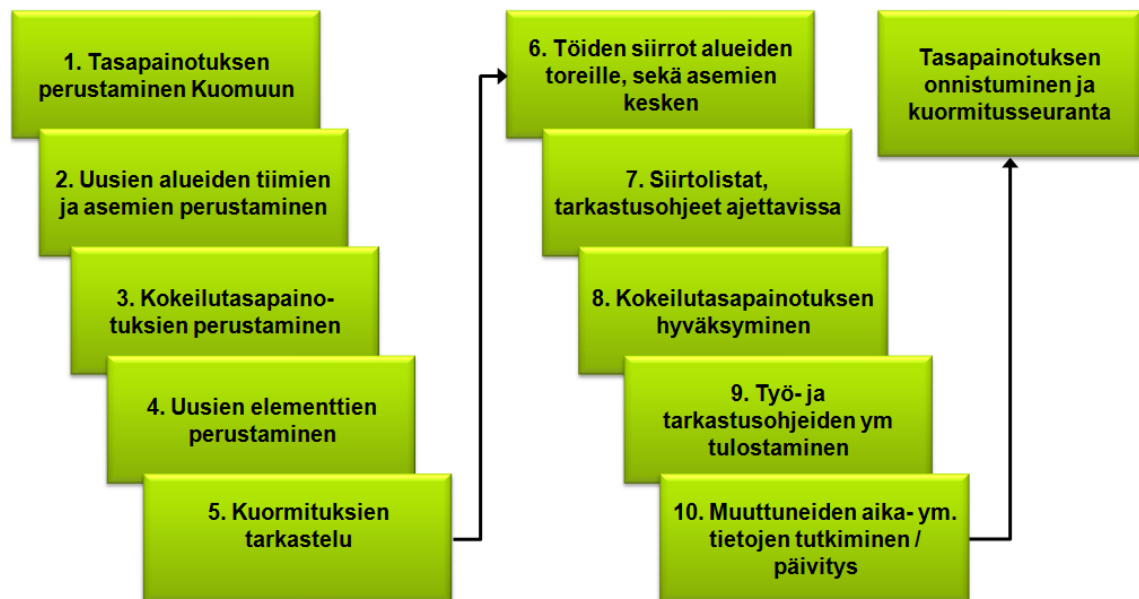 1. Tasapainotuksen
perustaminen Kuomuun
2. Uusien alueiden tiimien
ja asemien perustaminen
3. Kokeilutasapaino-
tuksien perustaminen
4. Uusien elementtien
perustaminen
5. Kuormituksien
tarkastelu
6. Töiden siirrot alueiden
toreille, sekä asemien
kesken
7. Siirtolistat,
tarkastusohjeet ajettavissa
8. Kokeilutasapainotuksen
hyväksyminen
9. Työ- ja
tarkastusohjeiden ym
tulostaminen
10. Muuttuneiden aika- ym.
tietojen tutkiminen /
päivitys
Tasapainotuksen
onnistuminen ja
kuormitusseuranta